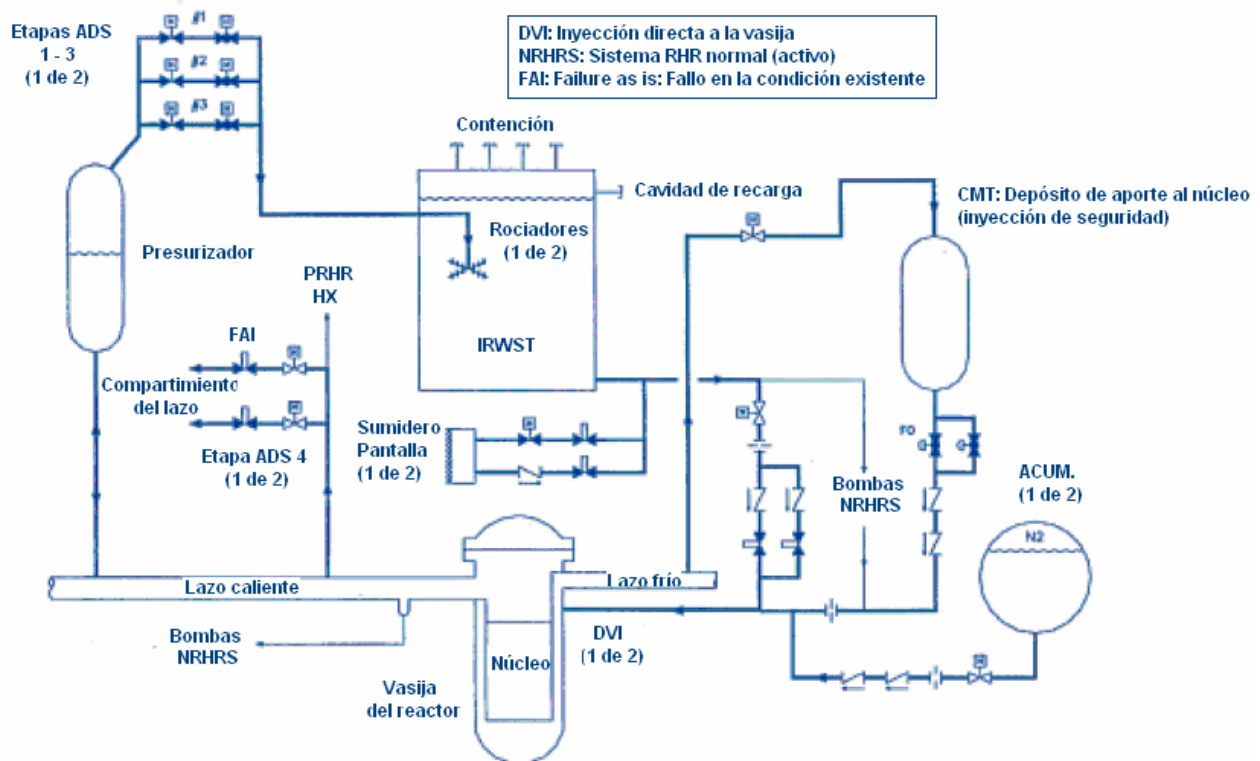 Etapas ADS
1 - 3
(1 de 2)
#1
#2
#3
DVI: Inyección directa a la vasija
NRHRS: Sistema RHR normal (activo)
FAI: Failure as is: Fallo en la condición existente
Contención
Cavidad de recarga
CMT: Depósito de aporte al núcleo
(inyección de seguridad)
Rociadores
(1 de 2)
Presurizador
PRHR
HX
FAI
IRWST
Compartimiento
del lazo
Etapa ADS 4
(1 de 2)
Sumidero
Pantalla
(1 de 2)
FO
ACUM.
(1 de 2)
N2
Bombas
NRHRS
Lazo caliente
Lazo frío
Bombas
NRHRS
DVI
(1 de 2)
Núcleo
Vasija
del reactor